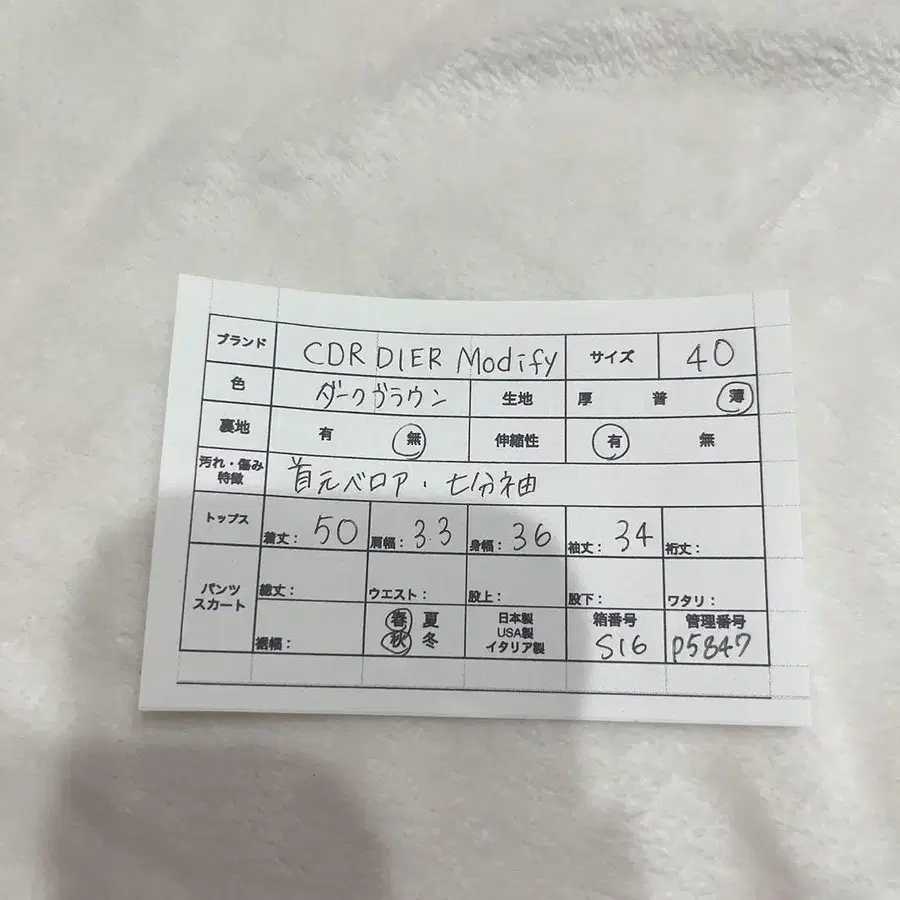 ブランド CDR DIER Modify サイズ 40
色 ダークブラウン 生地 厚 普 薄
裏地 有 無 伸縮性 有 無
汚れ・傷み
特徴 首元ベロア・七分袖
トップス 着丈: 50 肩幅: 33 身幅: 36 袖丈: 34 裄丈:
パンツ
スカート 総丈: ウエスト: 股上: 股下: ワタリ:
裾幅: 春 夏
秋 冬
日本製
USA製
イタリア製
箱番号
S16
管理番号
P5847